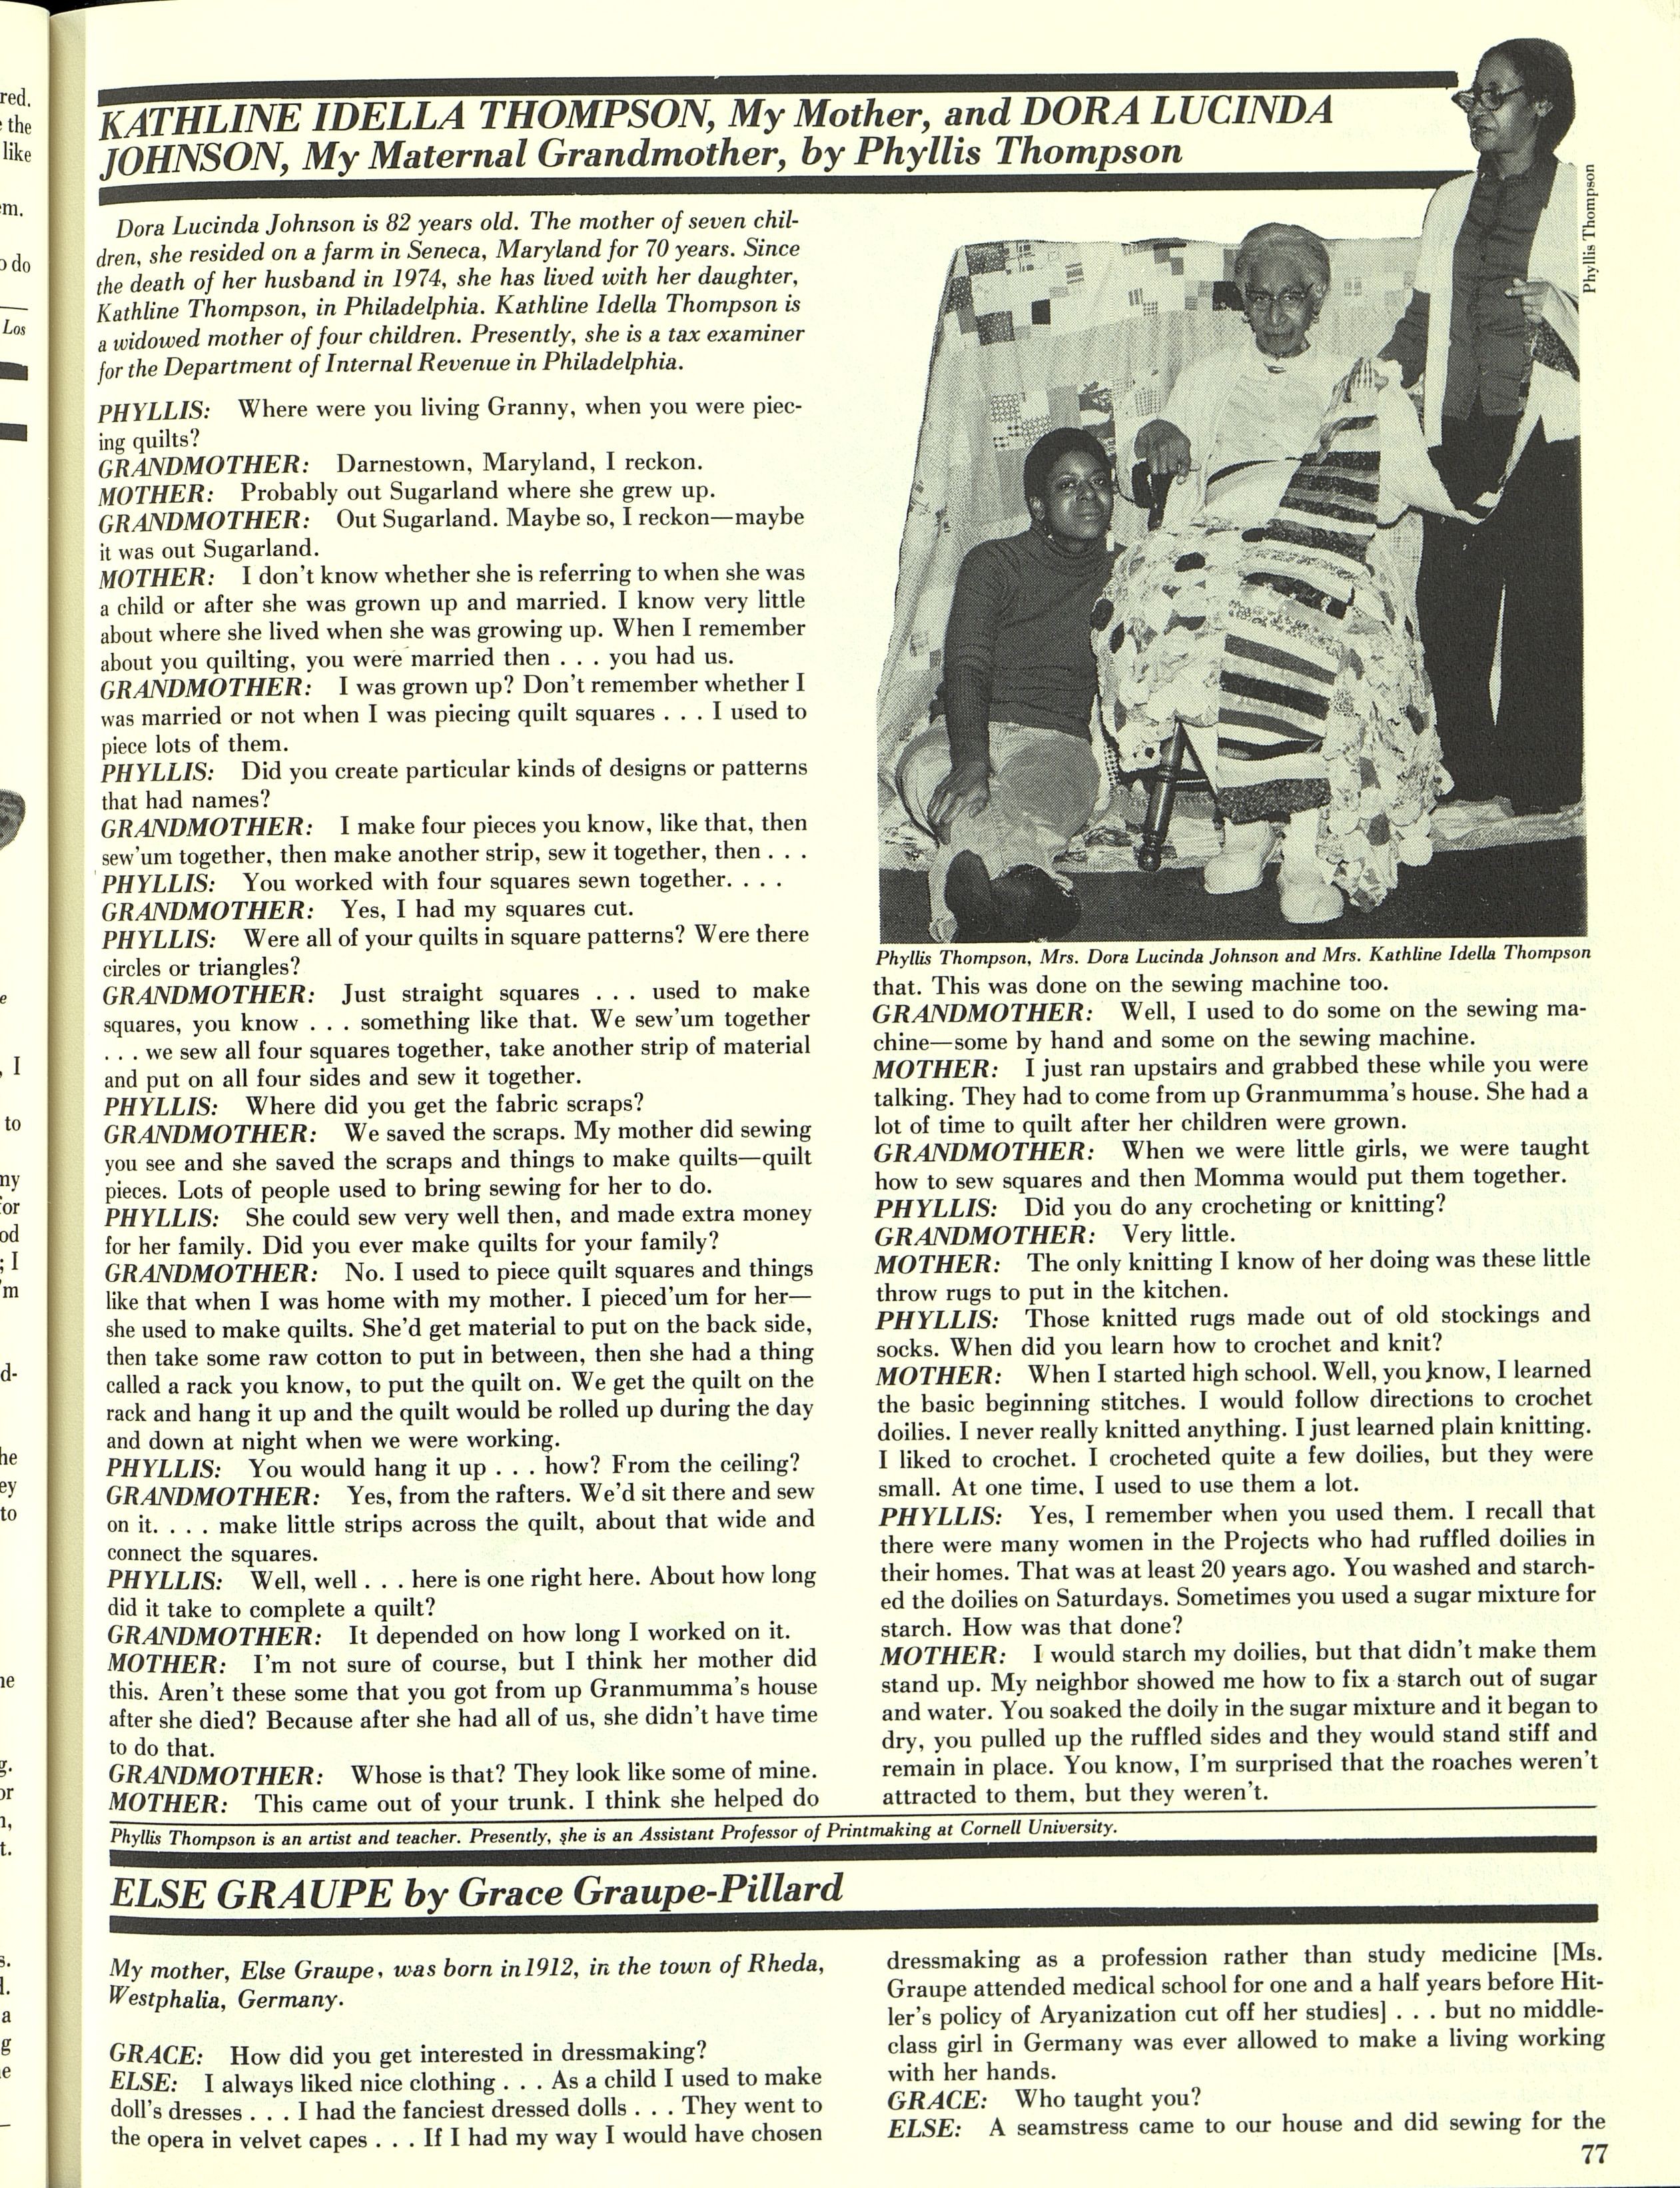 KATHLINE IDELLA THOMPSON, My Mother, and DORA LUCINDA
JOHNSON, My Maternal Grandmother, by Phyllis Thompson
Dora Lucinda Johnson is 82 years old. The mother of seven chil-
dren, she resided on a farm in Seneca, Maryland for 70 years. Since
the death of her husband in 1974, she has lived with her daughter,
Kathline Thompson, in Philadelphia. Kathline Idella Thompson is
a widowed mother of four children. Presently, she is a tax examiner
for the Department of Internal Revenue in Philadelphia.
PHYLLIS: Where were you living Granny, when you were piec-
ing quilts?
GRANDMOTHER: Darnestown, Maryland, I reckon.
MOTHER: Probably out Sugarland where she grew up.
GRANDMOTHER: Out Sugarland. Maybe so, I reckon—maybe
it was out Sugarland.
MOTHER: I don't know whether she is referring to when she was
a child or after she was grown up and married. I know very little
about where she lived when she was growing up. When I remember
about you quilting, you were married then . . . you had us.
GRANDMOTHER: I was grown up? Don't remember whether I
was married or not when I was piecing quilt squares . . . I used to
piece lots of them.
PHYLLIS: Did you create particular kinds of designs or patterns
that had names?
GRANDMOTHER: I make four pieces you know, like that, then
sew'um together, then make another strip, sew it together, then . . .
PHYLLIS: You worked with four squares sewn together. . . .
GRANDMOTHER: Yes, I had my squares cut.
PHYLLIS: Were all of your quilts in square patterns? Were there
circles or triangles?
GRANDMOTHER: Just straight squares . . . used to make
squares, you know . . . something like that. We sew'um together
. . . we sew all four squares together, take another strip of material
and put on all four sides and sew it together.
PHYLLIS: Where did you get the fabric scraps?
GRANDMOTHER: We saved the scraps. My mother did sewing
you see and she saved the scraps and things to make quilts—quilt
pieces. Lots of people used to bring sewing for her to do.
PHYLLIS: She could sew very well then, and made extra money
for her family. Did you ever make quilts for your family?
GRANDMOTHER: No. I used to piece quilt squares and things
like that when I was home with my mother. I pieced'um for her—
she used to make quilts. She'd get material to put on the back side,
then take some raw cotton to put in between, then she had a thing
called a rack you know, to put the quilt on. We get the quilt on the
rack and hang it up and the quilt would be rolled up during the day
and down at night when we were working.
PHYLLIS: You would hang it up . . . how? From the ceiling?
GRANDMOTHER: Yes, from the rafters. We'd sit there and sew
on it. . . . make little strips across the quilt, about that wide and
connect the squares.
PHYLLIS: Well, well . . . here is one right here. About how long
did it take to complete a quilt?
GRANDMOTHER: It depended on how long I worked on it.
MOTHER: I'm not sure of course, but I think her mother did
this. Aren't these some that you got from up Granmumma's house
after she died? Because after she had all of us, she didn't have time
to do that.
GRANDMOTHER: Whose is that? They look like some of mine.
MOTHER: This came out of your trunk. I think she helped do
Phyllis Thompson
Phyllis Thompson, Mrs. Dora Lucinda Johnson and Mrs. Kathline Idella Thompson
that. This was done on the sewing machine too.
GRANDMOTHER: Well, I used to do some on the sewing ma-
chine—some by hand and some on the sewing machine.
MOTHER: I just ran upstairs and grabbed these while you were
talking. They had to come from up Granmumma's house. She had a
lot of time to quilt after her children were grown.
GRANDMOTHER: When we were little girls, we were taught
how to sew squares and then Momma would put them together.
PHYLLIS: Did you do any crocheting or knitting?
GRANDMOTHER: Very little.
MOTHER: The only knitting I know of her doing was these little
throw rugs to put in the kitchen.
PHYLLIS: Those knitted rugs made out of old stockings and
socks. When did you learn how to crochet and knit?
MOTHER: When I started high school. Well, you know, I learned
the basic beginning stitches. I would follow directions to crochet
doilies. I never really knitted anything. I just learned plain knitting.
I liked to crochet. I crocheted quite a few doilies, but they were
small. At one time, I used to use them a lot.
PHYLLIS: Yes, I remember when you used them. I recall that
there were many women in the Projects who had ruffled doilies in
their homes. That was at least 20 years ago. You washed and starch-
ed the doilies on Saturdays. Sometimes you used a sugar mixture for
starch. How was that done?
MOTHER: I would starch my doilies, but that didn't make them
stand up. My neighbor showed me how to fix a starch out of sugar
and water. You soaked the doily in the sugar mixture and it began to
dry, you pulled up the ruffled sides and they would stand stiff and
remain in place. You know, I'm surprised that the roaches weren't
attracted to them, but they weren't.
Phyllis Thompson is an artist and teacher. Presently, she is an Assistant Professor of Printmaking at Cornell University.
ELSE GRAUPE by Grace Graupe-Pillard
My mother, Else Graupe, was born in 1912, in the town of Rheda,
Westphalia, Germany.
GRACE: How did you get interested in dressmaking?
ELSE: I always liked nice clothing . . . As a child I used to make
doll's dresses . . . I had the fanciest dressed dolls . . . They went to
the opera in velvet capes . . . If I had my way I would have chosen
dressmaking as a profession rather than study medicine [Ms.
Graupe attended medical school for one and a half years before Hit-
ler's policy of Aryanization cut off her studies] . . . but no middle-
class girl in Germany was ever allowed to make a living working
with her hands.
GRACE: Who taught you?
ELSE: A seamstress came to our house and did sewing for the
77